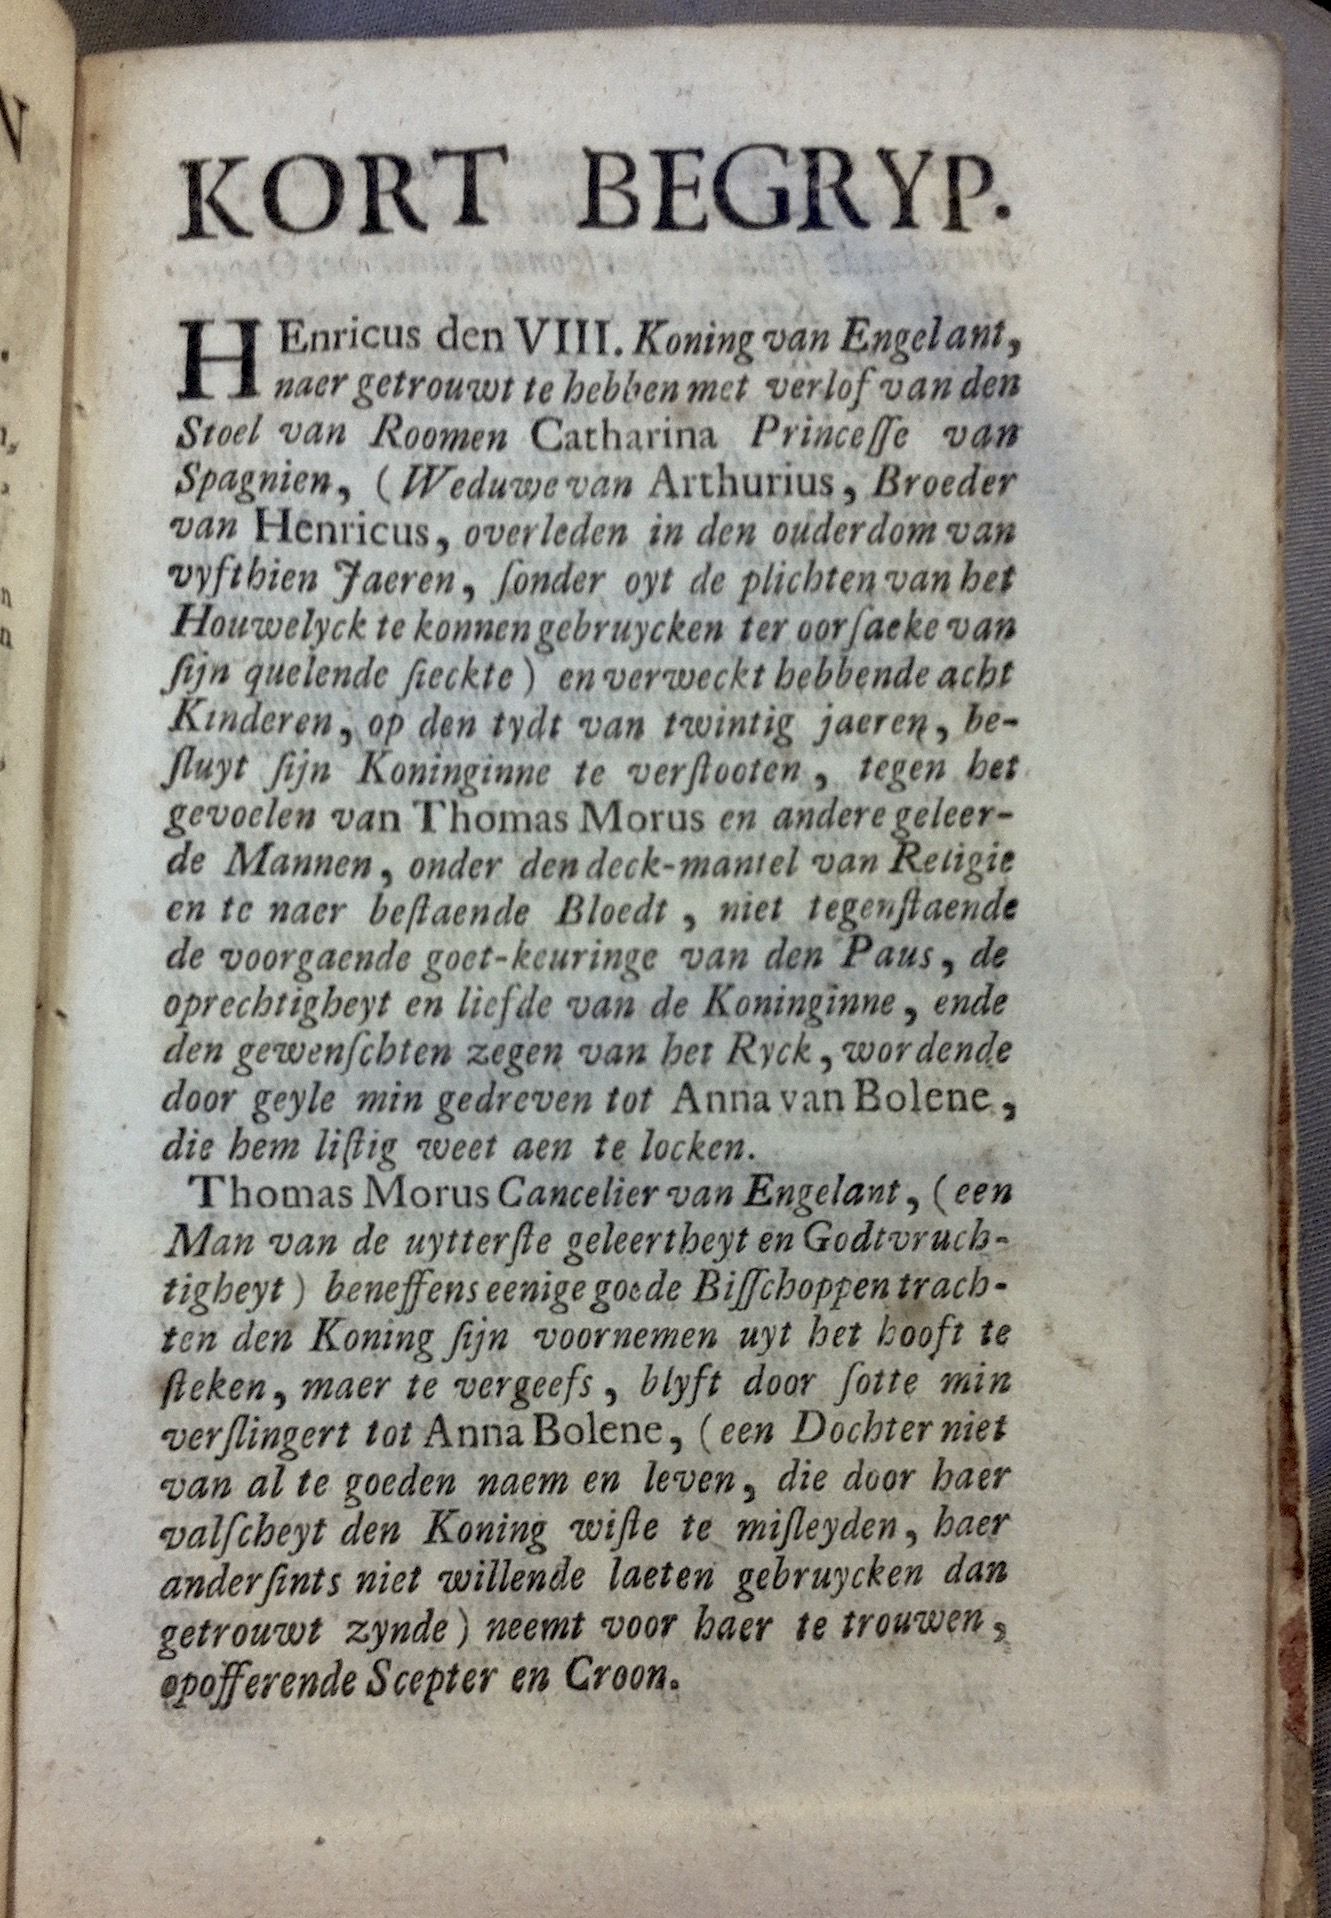 KORT BEGRYP.
HEnricus den VIII. Koning van Engelant,
naer getrouwt te hebben met verlof van den
Stoel van Roomen Catharina Princeſſe van
Spagnien, (Weduwe van Arthurius, Broeder
van Henricus, overleden in den ouderdom van
vyfthien Jaeren, ſonder oyt de plichten van het
Houwelyck te konnen gebruycken ter oorſaeke van
ſijn quelende ſieckte) en verweckt hebbende acht
Kinderen, op den tydt van twintig jaeren, be-
ſluyt ſijn Koninginne te verſtooten, tegen het
gevoelen van Thomas Morus en andere geleer-
de Mannen, onder den deck-mantel van Religie
en te naer beſtaende Bloedt, niet tegenſtaende
de voorgaende goet-keuringe van den Paus, de
oprechtigheyt en liefde van de Koninginne, ende
den gewenſchten zegen van het Ryck, wordende
door geyle min gedreven tot Anna van Bolene,
die hem liſtig weet aen te locken.
Thomas Morus Cancelier van Engelant, (een
Man van de uytterſte geleertheyt en Godtvruch-
tigheyt) beneffens eenige goede Biſſchoppen trach-
ten den Koning ſijn voornemen uyt het hooft te
ſteken, maer te vergeefs, blyft door ſotte min
verſlingert tot Anna Bolene, (een Dochter niet
van al te goeden naem en leven, die door haer
valſcheyt den Koning wiſte te miſleyden, haer
anderſints niet willende laeten gebruycken dan
getrouwt zynde) neemt voor haer te trouwen,
opofferende Scepter en Croon.